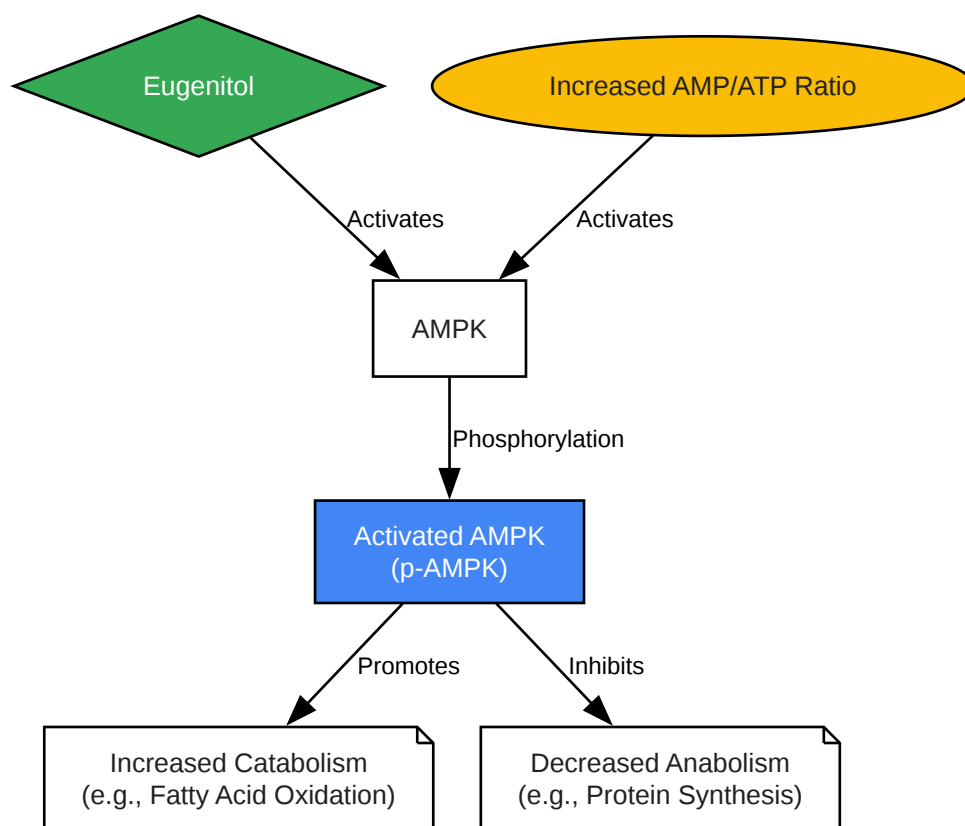 Eugenitol
Increased AMP/ATP Ratio
Activates
Activates
AMPK
Phosphorylation
Activated AMPK
(p-AMPK)
Promotes
Inhibits
Increased Catabolism
(e.g., Fatty Acid Oxidation)
Decreased Anabolism
(e.g., Protein Synthesis)